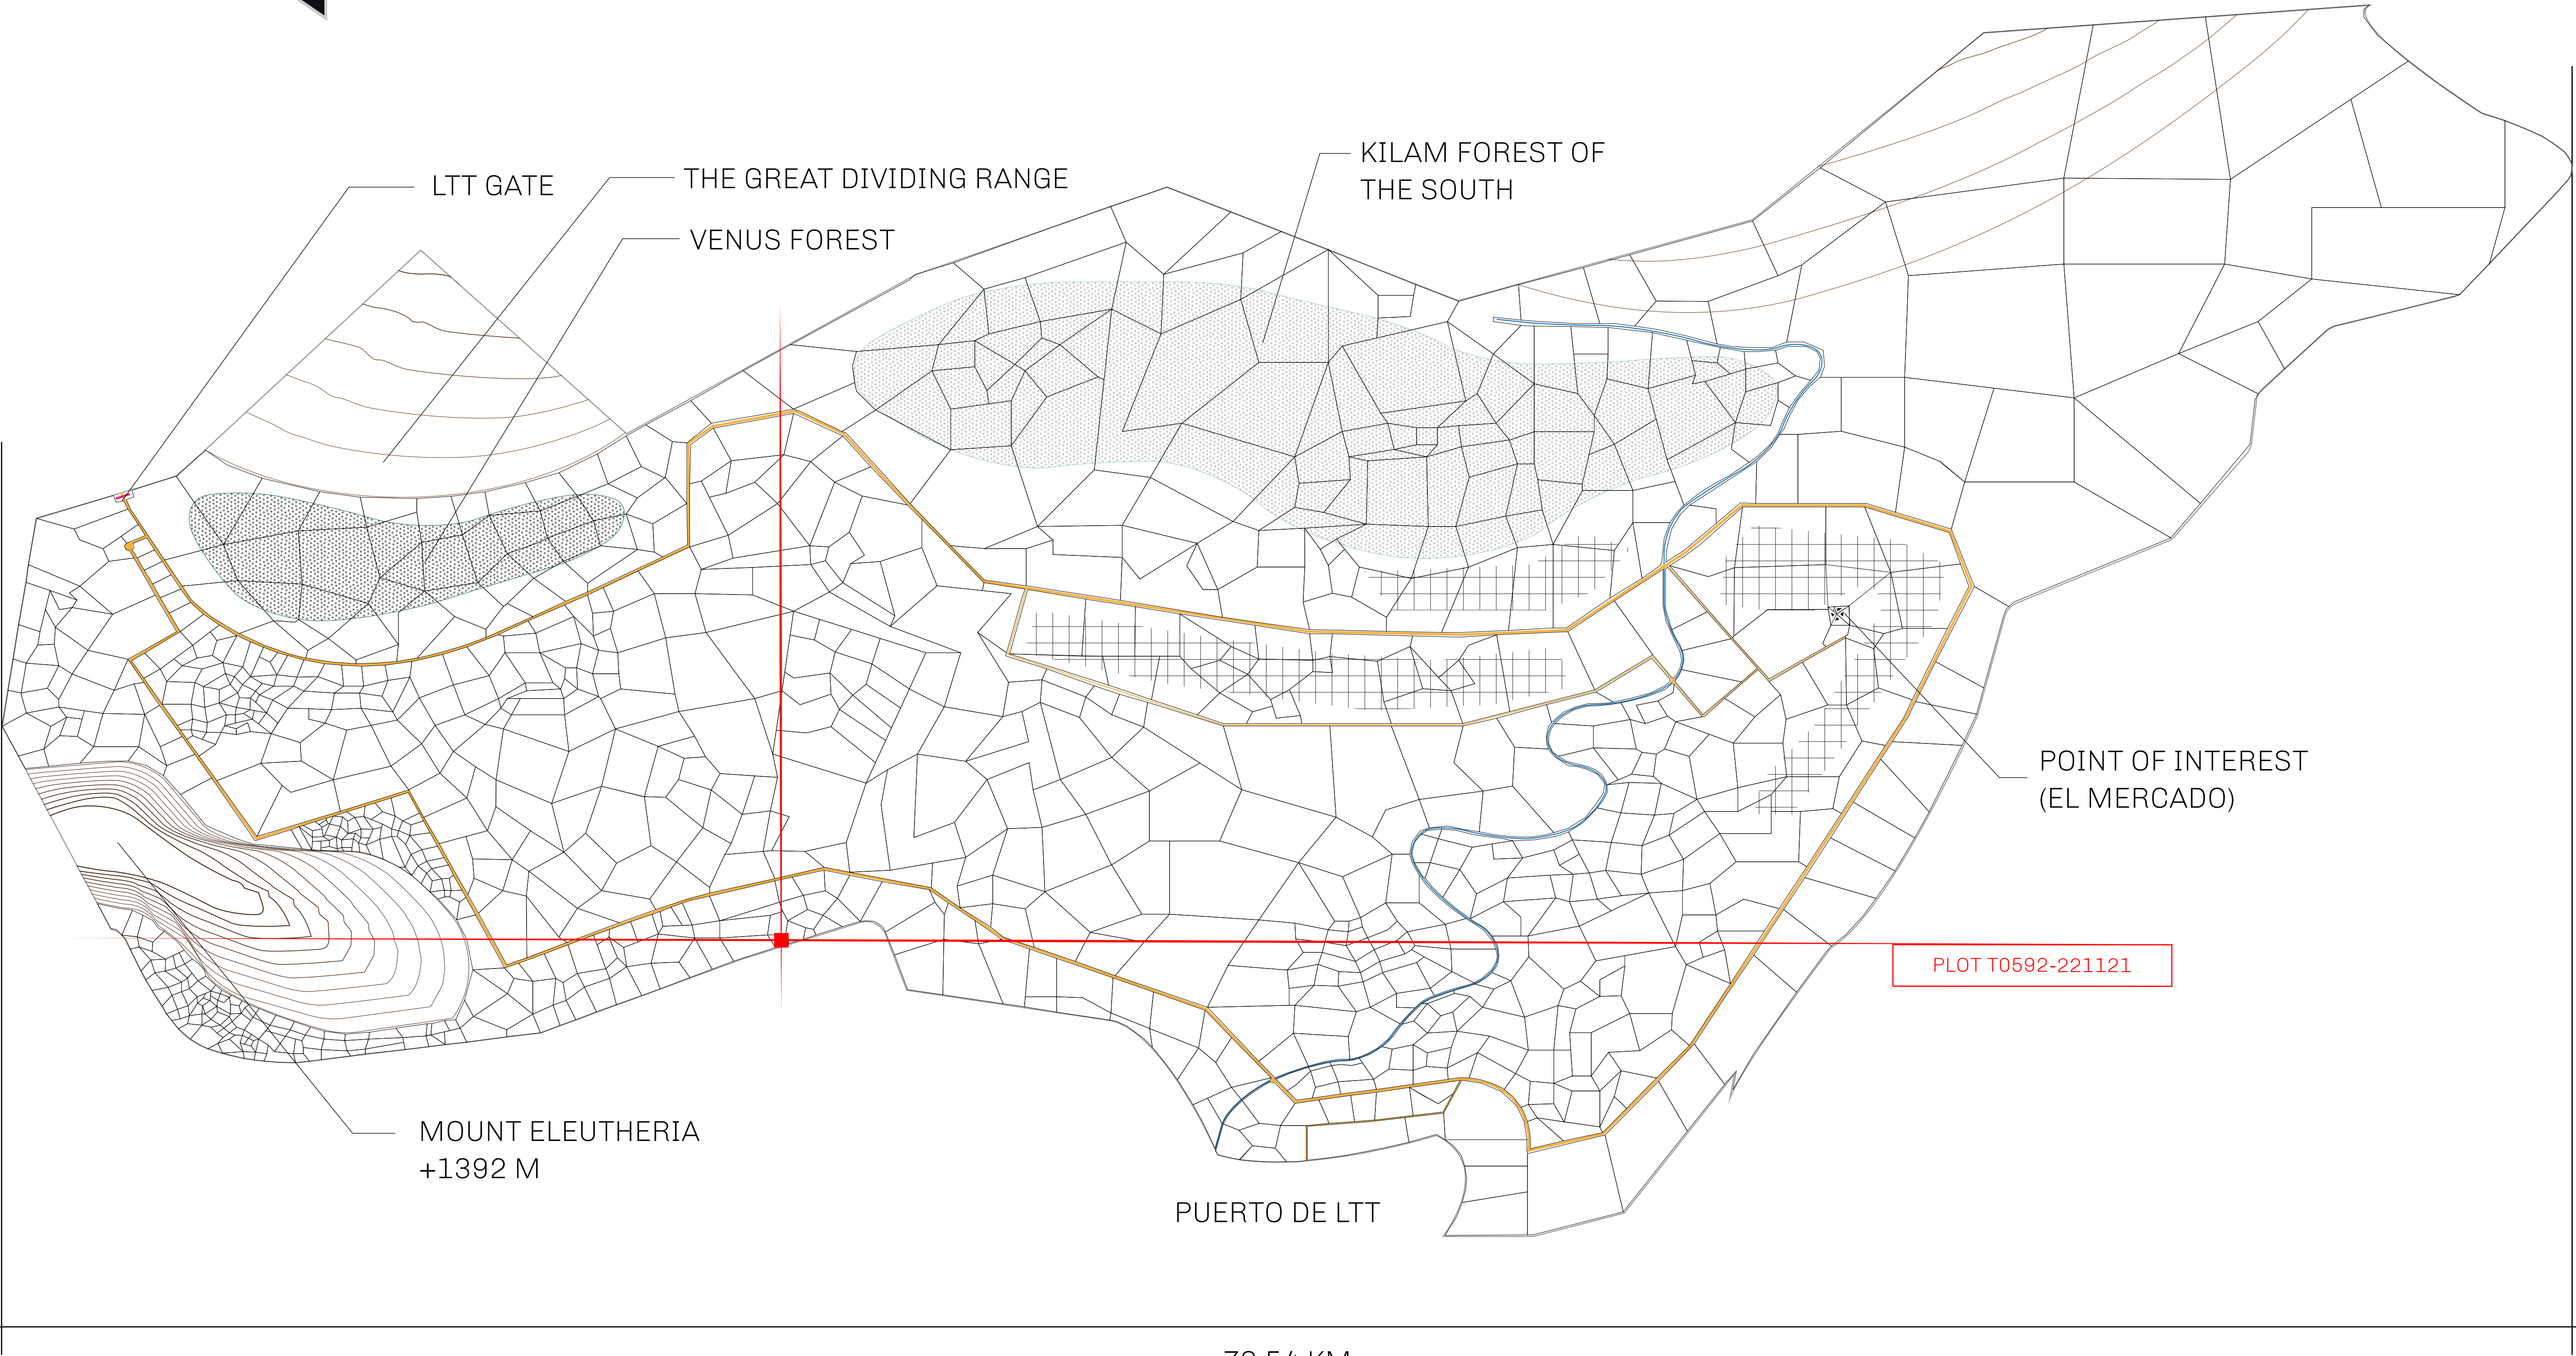 KILAM FOREST OF
THE SOUTH
LTT GATE
THE GREAT DIVIDING RANGE
VENUS FOREST
POINT OF INTEREST
(EL MERCADO)
PLOT T0592-221121
MOUNT ELEUTHERIA
+1392 M
PUERTO DE LTT
KM